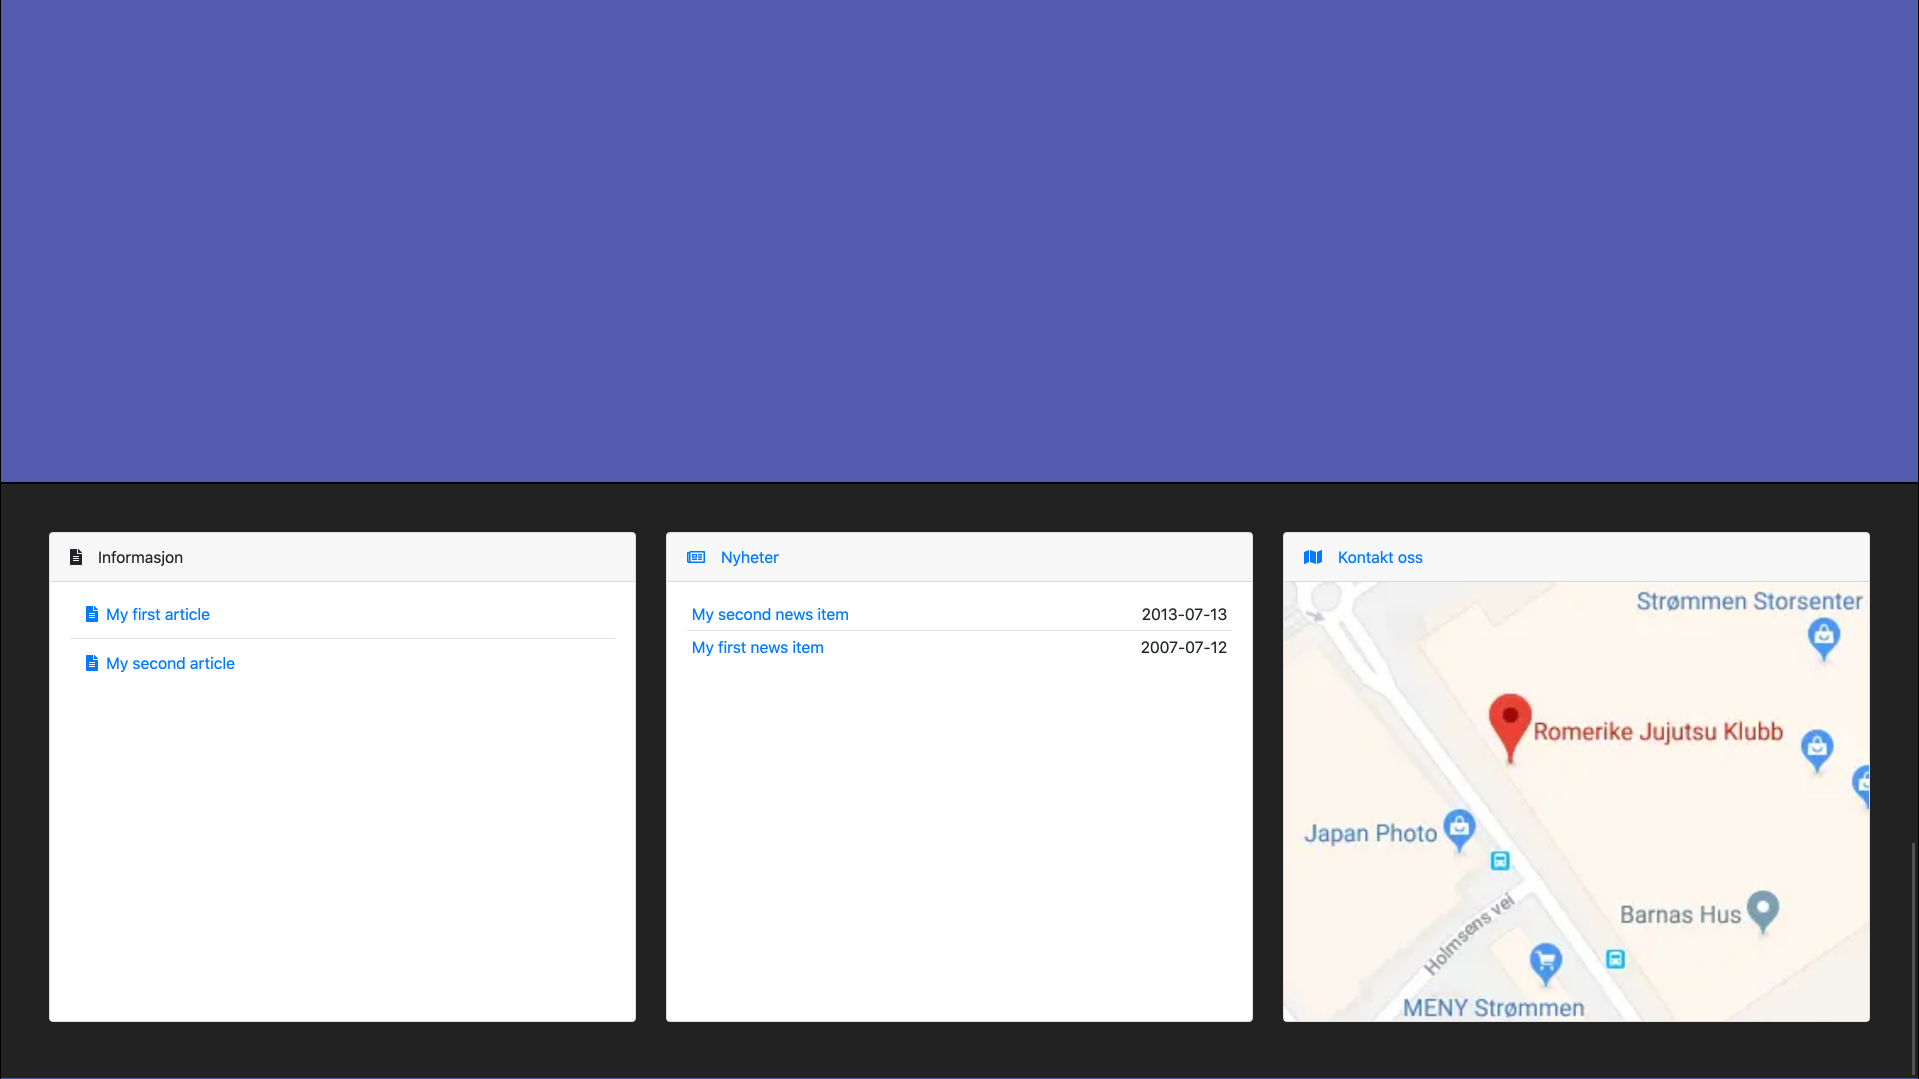 Informasjon
My first article
My second article
Nyheter
My second news item 2013-07-13
My first news item 2007-07-12
Kontakt oss
Strømmen Storsenter
Romerike Jujutsu Klubb
Japan Photo
Barnas Hus
Holmsens vei
MENY Strømmen